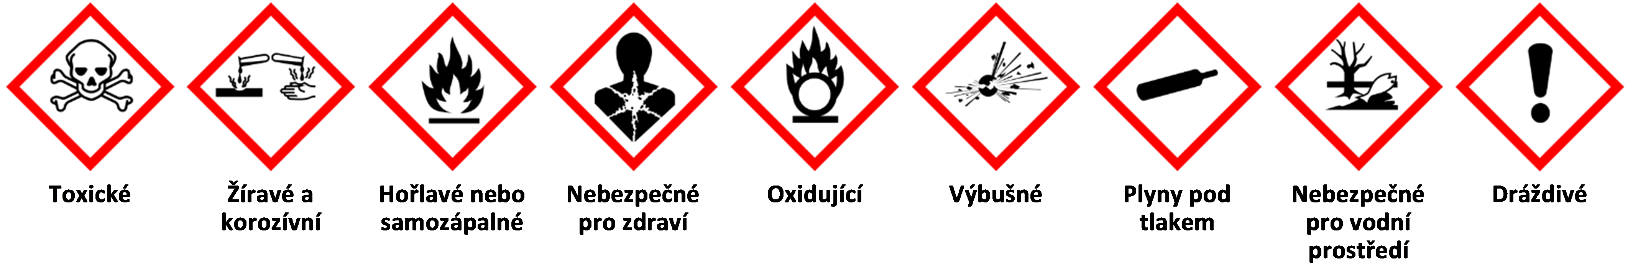 Toxické
Žíravé a
korozívní
Hořlavé nebo
samozápalné
Nebezpečné
pro zdraví
Oxidující
Výbušné
Plyny pod
tlakem
Nebezpečné
pro vodní
prostředí
Dráždivé